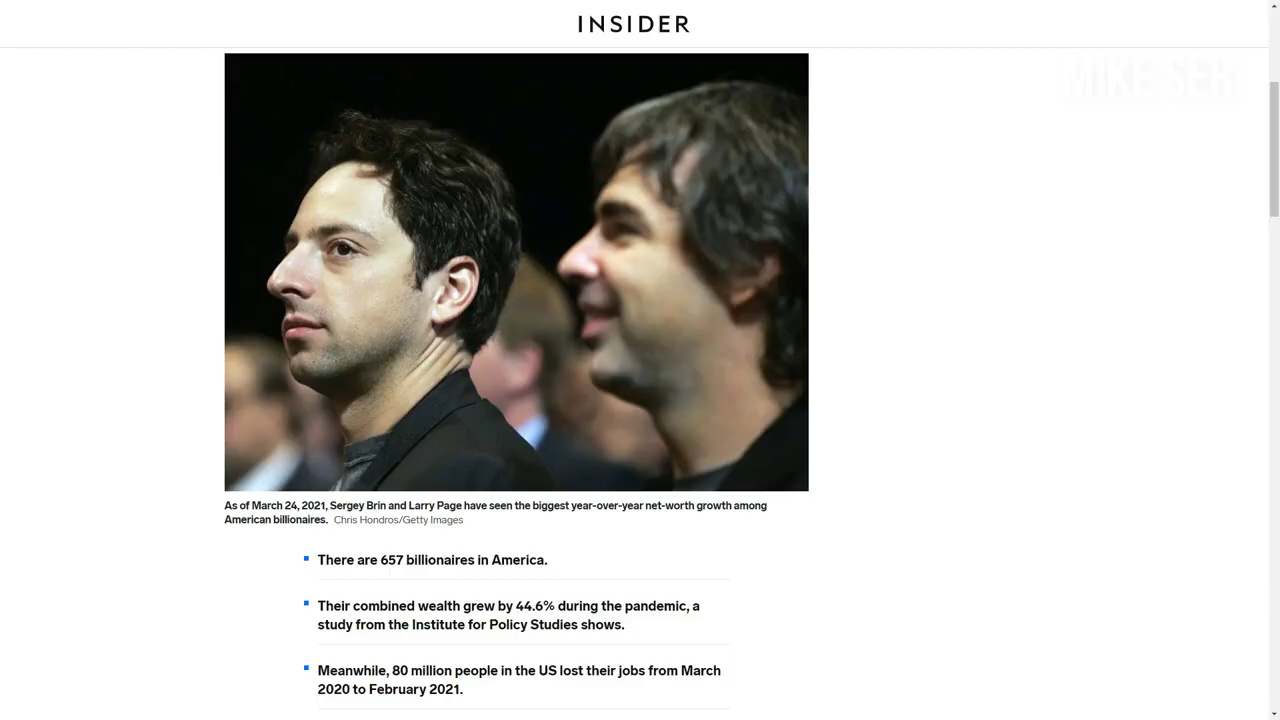 INSIDER
As of March 24, 2021, Sergey Brin and Larry Page have seen the biggest year-over-year net-worth growth among
American billionaires. Chris Hondros/Getty Images
There are 657 billionaires in America.
Their combined wealth grew by 44.6% during the pandemic, a
study from the Institute for Policy Studies shows.
Meanwhile, 80 million people in the US lost their jobs from March
2020 to February 2021.